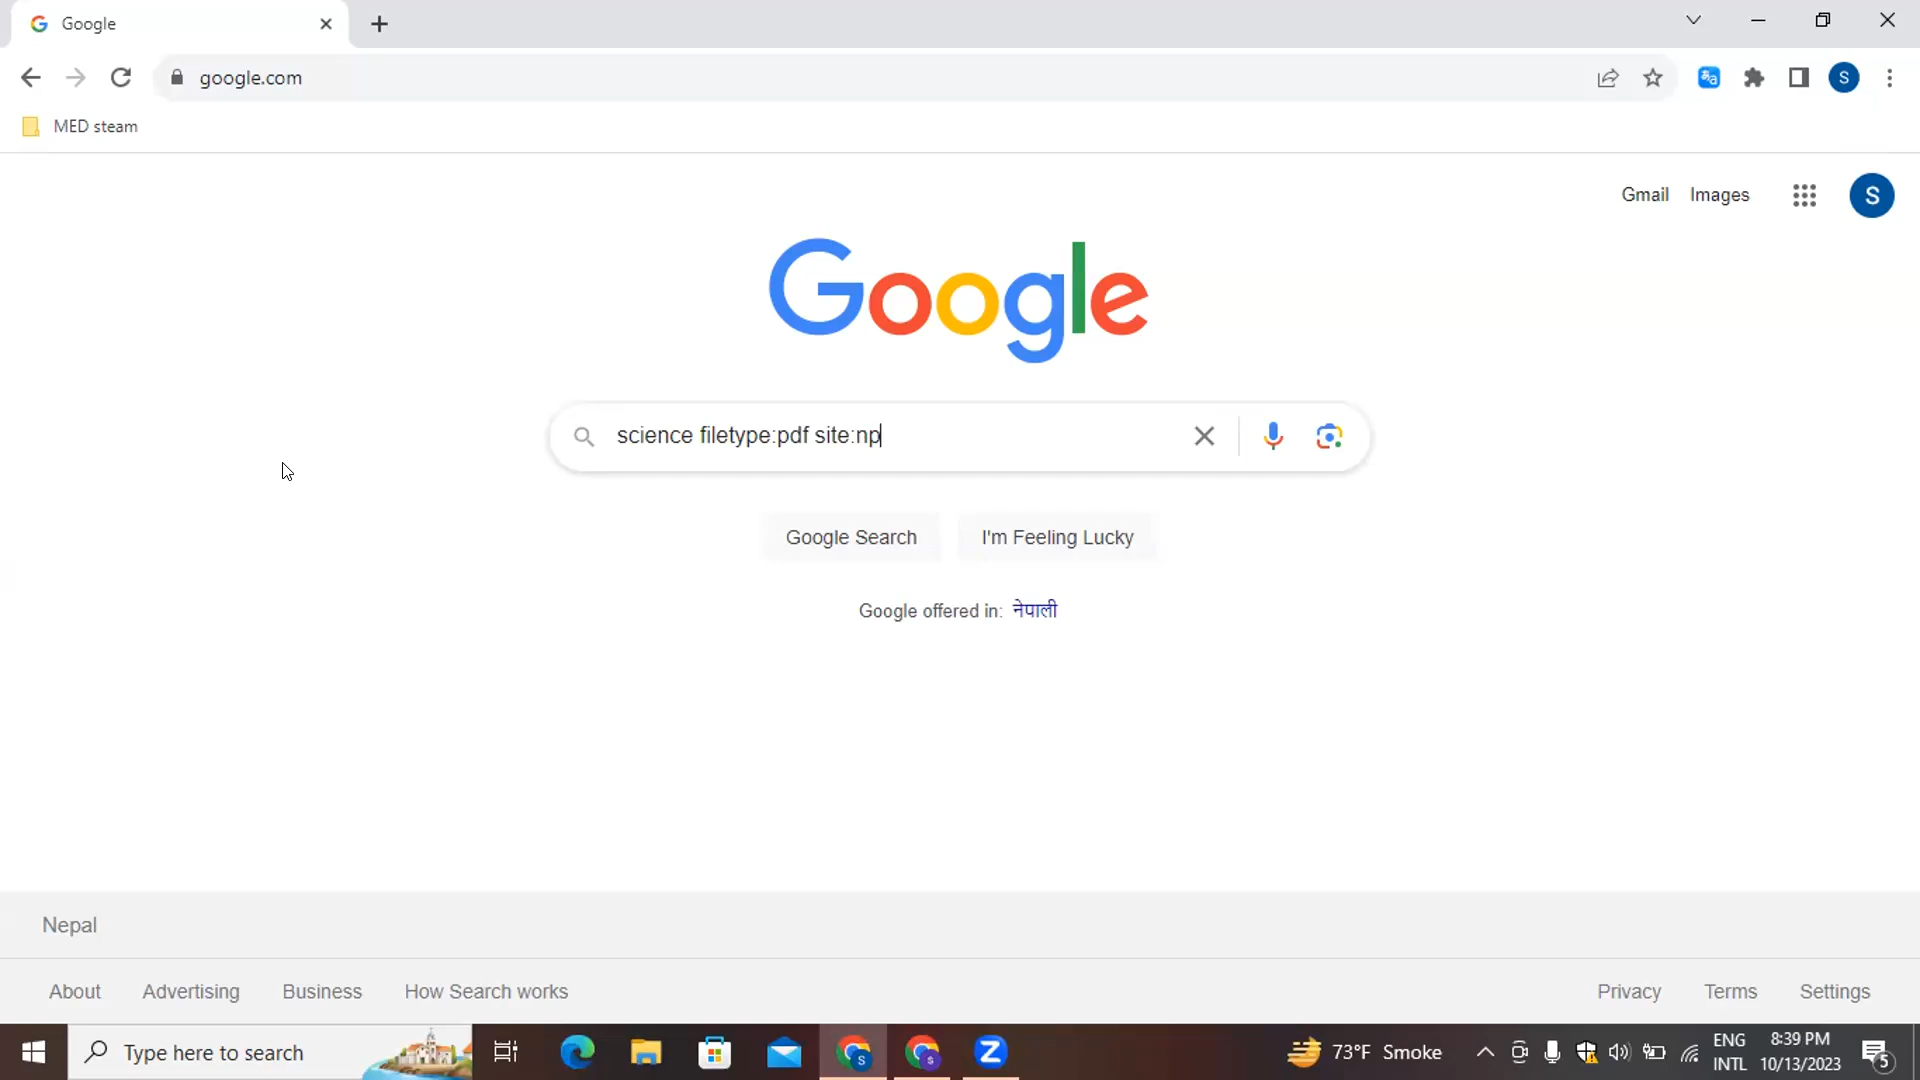 Google
google.com
MED steam
Gmail Images S
Google
science filetype:pdf site:np
Google Search I'm Feeling Lucky
Google offered in: नेपाली
Nepal
About Advertising Business How Search works
Privacy Terms Settings
Type here to search
73°F Smoke
ENG
INTL
8:39 PM
10/13/2023
5